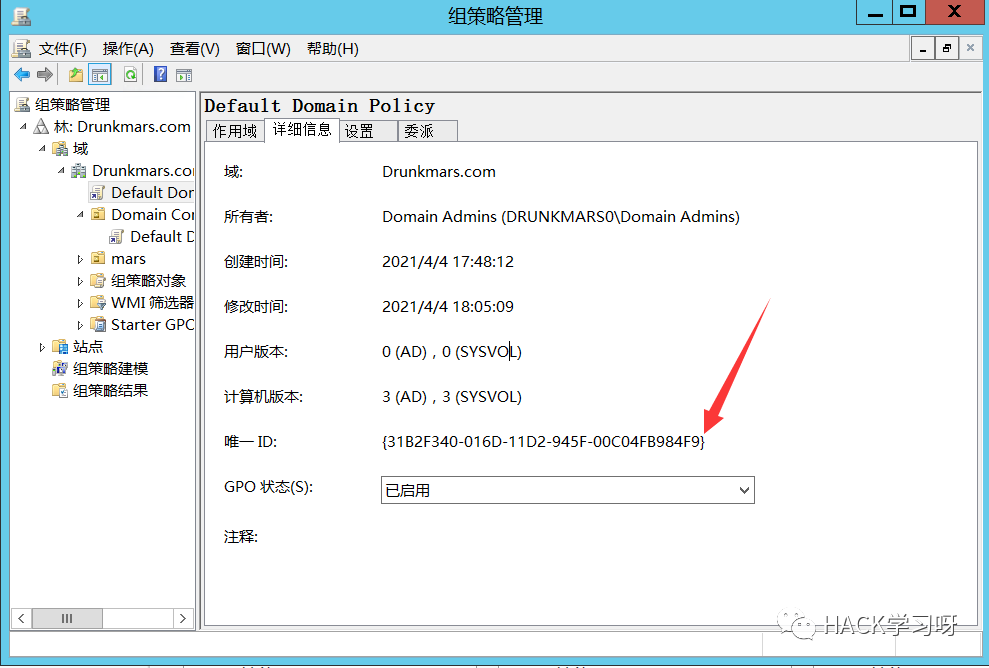 组策略管理
文件(F) 操作(A) 查看(V) 窗口(W) 帮助(H)
组策略管理
林: Drunkmars.com
域
Drunkmars.co
Default Dor
Domain Cor
Default D
mars
组策略对象
WMI 筛选器
Starter GPC
站点
组策略建模
组策略结果
Default Domain Policy
作用域 详细信息 设置 委派
域: Drunkmars.com
所有者: Domain Admins (DRUNKMARS0\Domain Admins)
创建时间: 2021/4/4 17:48:12
修改时间: 2021/4/4 18:05:09
用户版本: 0 (AD)，0 (SYSVOL)
计算机版本: 3 (AD)，3 (SYSVOL)
唯一 ID: {31B2F340-016D-11D2-945F-00C04FB984F9}
GPO 状态(S): 已启用
注释:
HACK学习呀